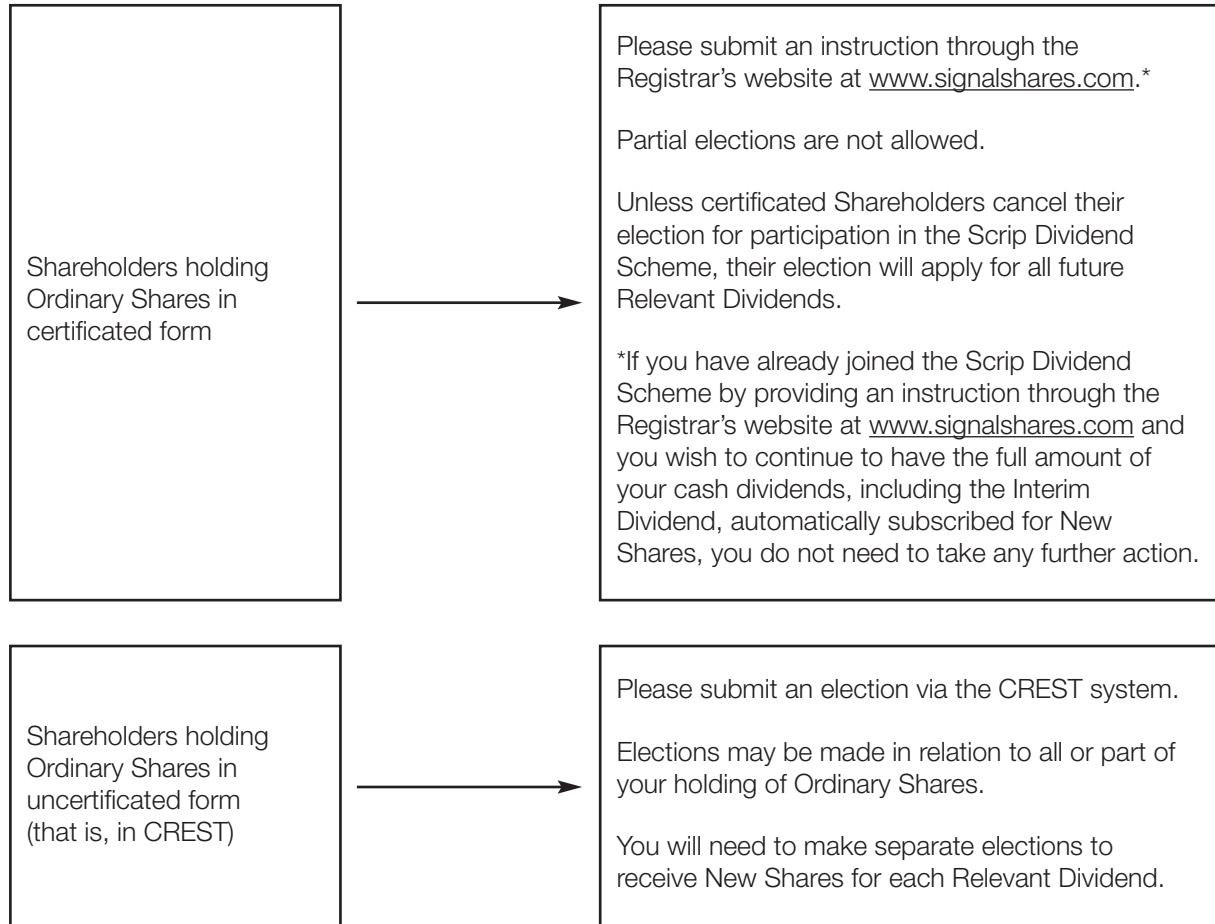 Shareholders holding
Ordinary Shares in
certificated form
Please submit an instruction through the
Registrar’s website at www.signalshares.com.*
Partial elections are not allowed.
Unless certificated Shareholders cancel their
election for participation in the Scrip Dividend
Scheme, their election will apply for all future
Relevant Dividends.
*If you have already joined the Scrip Dividend
Scheme by providing an instruction through the
Registrar’s website at www.signalshares.com and
you wish to continue to have the full amount of
your cash dividends, including the Interim
Dividend, automatically subscribed for New
Shares, you do not need to take any further action.
Shareholders holding
Ordinary Shares in
uncertificated form
(that is, in CREST)
Please submit an election via the CREST system.
Elections may be made in relation to all or part of
your holding of Ordinary Shares.
You will need to make separate elections to
receive New Shares for each Relevant Dividend.